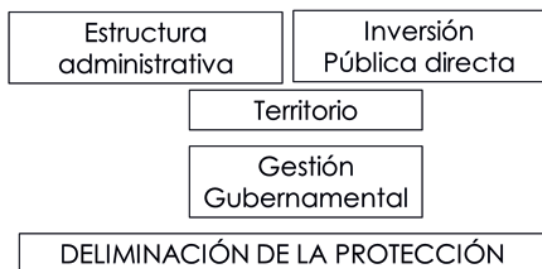 Estructura
administrativa
Inversión
Pública directa
Territorio
Gestión
Gubernamental
DELIMINACIÓN DE LA PROTECCIÓN